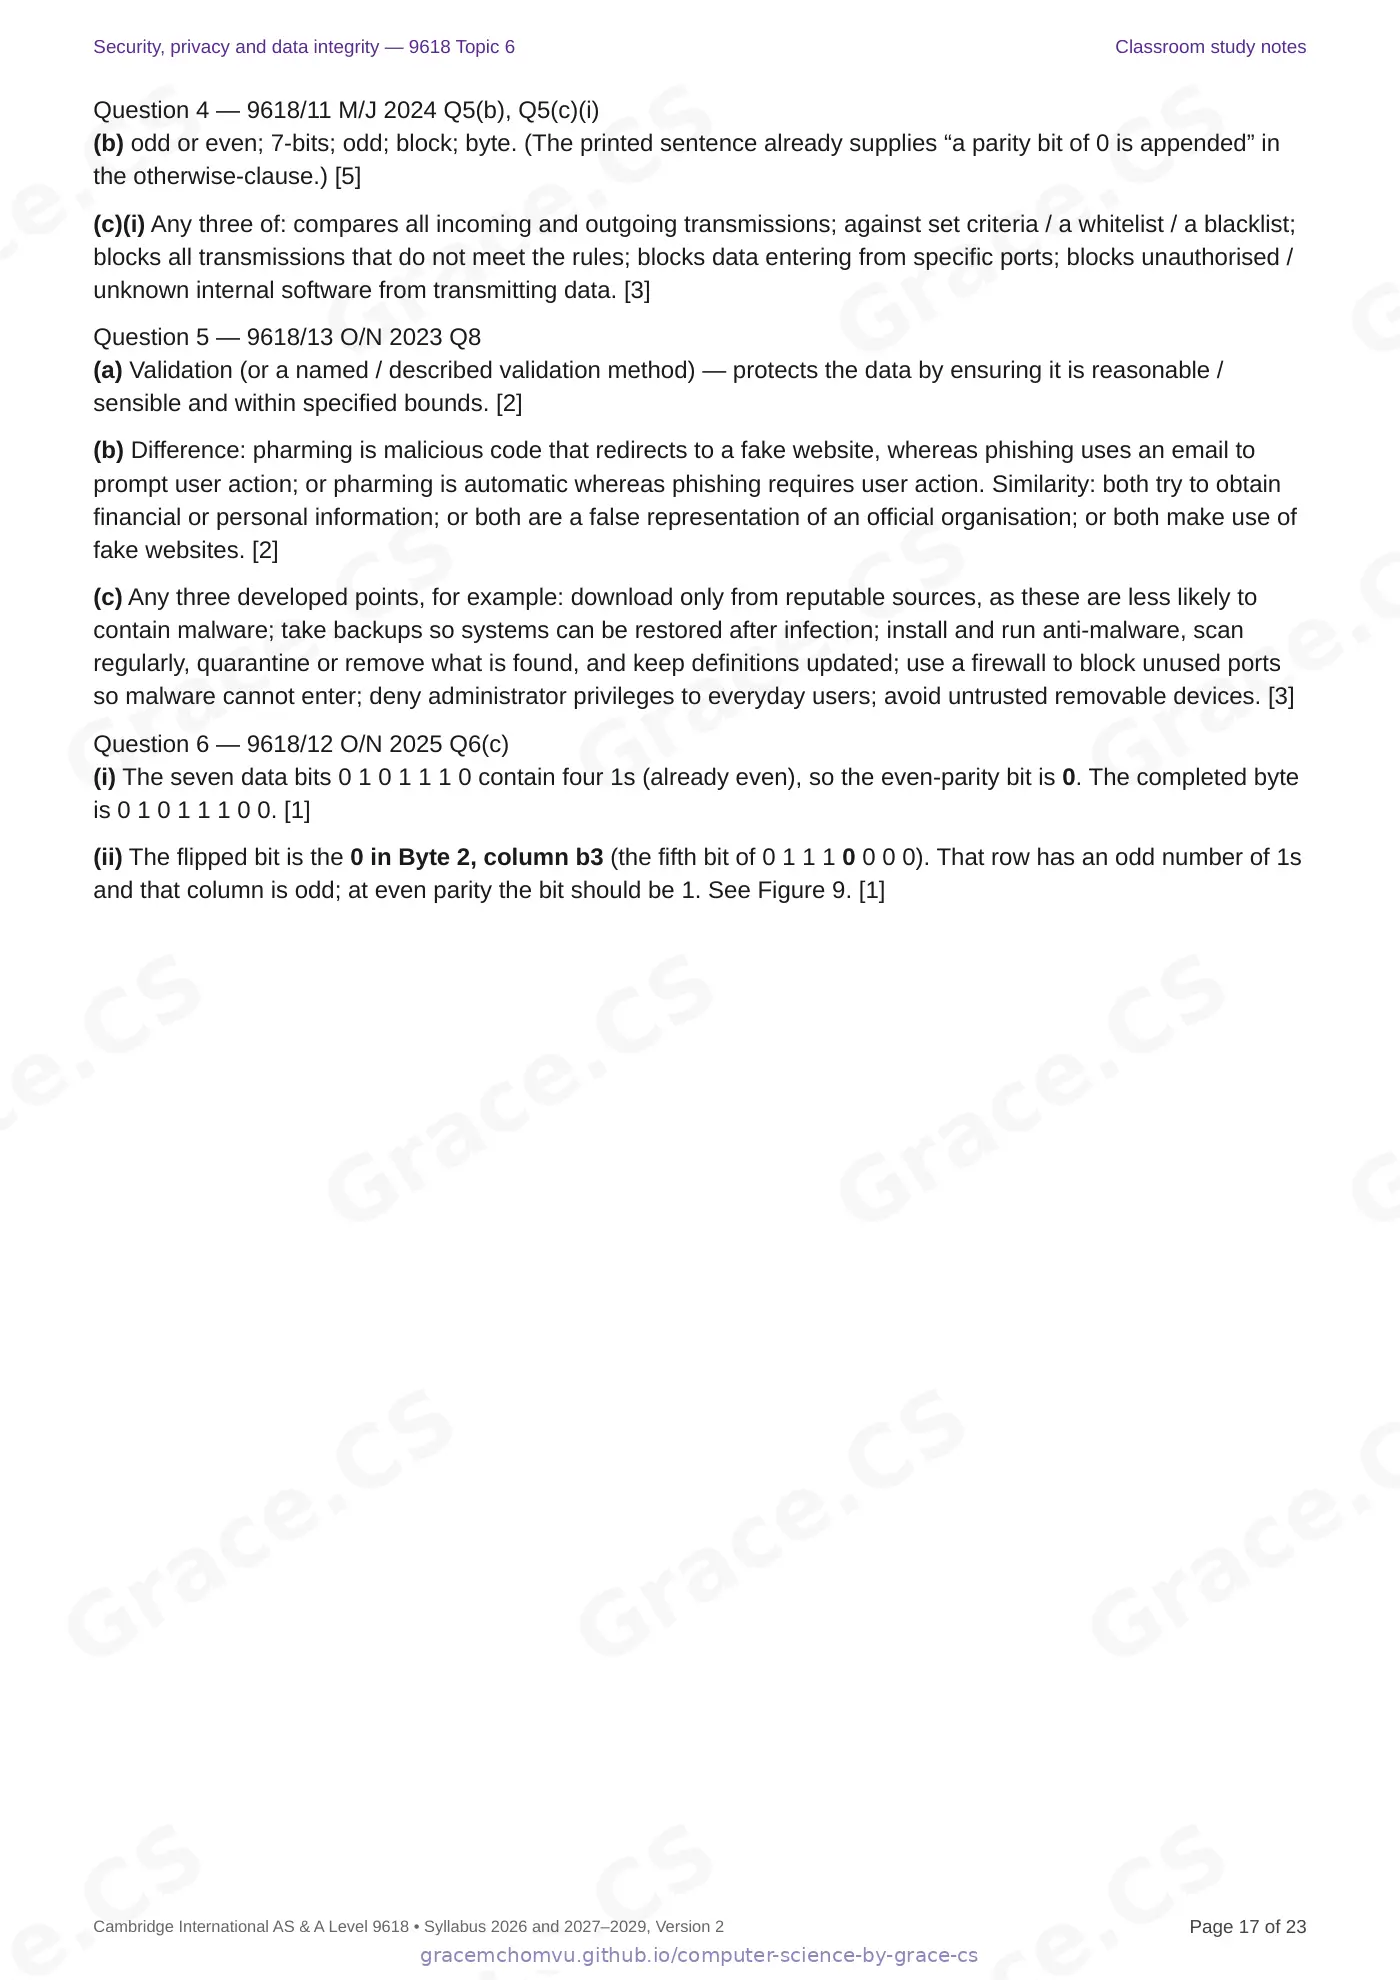 Security, privacy and data integrity — 9618 Topic 6
Classroom study notes
Question 4 — 9618/11 M/J 2024 Q5(b), Q5(c)(i)
(b) odd or even; 7-bits; odd; block; byte. (The printed sentence already supplies “a parity bit of 0 is appended” in
the otherwise-clause.) [5]
(c)(i) Any three of: compares all incoming and outgoing transmissions; against set criteria / a whitelist / a blacklist;
blocks all transmissions that do not meet the rules; blocks data entering from specific ports; blocks unauthorised /
unknown internal software from transmitting data. [3]
Question 5 — 9618/13 O/N 2023 Q8
(a) Validation (or a named / described validation method) — protects the data by ensuring it is reasonable /
sensible and within specified bounds. [2]
(b) Difference: pharming is malicious code that redirects to a fake website, whereas phishing uses an email to
prompt user action; or pharming is automatic whereas phishing requires user action. Similarity: both try to obtain
financial or personal information; or both are a false representation of an official organisation; or both make use of
fake websites. [2]
(c) Any three developed points, for example: download only from reputable sources, as these are less likely to
contain malware; take backups so systems can be restored after infection; install and run anti-malware, scan
regularly, quarantine or remove what is found, and keep definitions updated; use a firewall to block unused ports
so malware cannot enter; deny administrator privileges to everyday users; avoid untrusted removable devices. [3]
Question 6 — 9618/12 O/N 2025 Q6(c)
(i) The seven data bits 0 1 0 1 1 1 0 contain four 1s (already even), so the even-parity bit is 0. The completed byte
is 0 1 0 1 1 1 0 0. [1]
(ii) The flipped bit is the 0 in Byte 2, column b3 (the fifth bit of 0 1 1 1 0 0 0 0). That row has an odd number of 1s
and that column is odd; at even parity the bit should be 1. See Figure 9. [1]
Cambridge International AS & A Level 9618 • Syllabus 2026 and 2027–2029, Version 2
Page 17 of 23
gracemchomvu.github.io/computer-science-by-grace-cs
Grace.CS